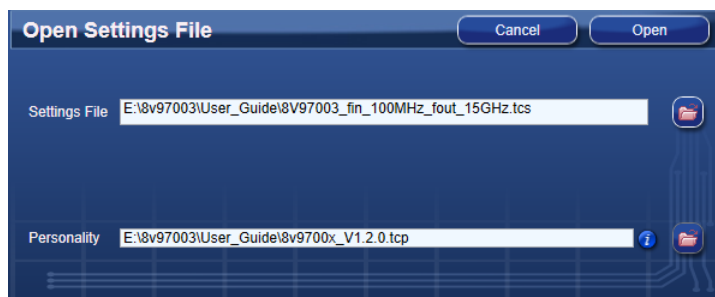 Open Settings File Cancel Open
Settings File E:\8v97003\User_Guide\8V97003_fin_100MHz_fout_15GHz.tcs
Personality E:\8v97003\User_Guide\8v9700x_V1.2.0.tcp i